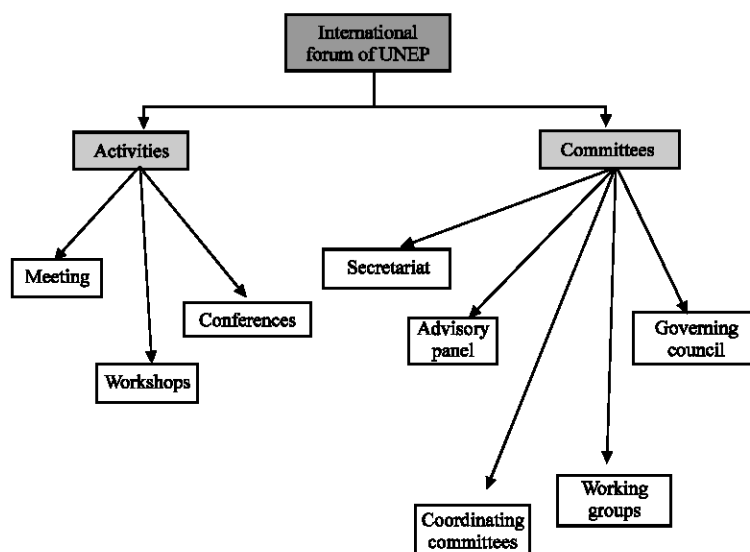 International
forum of UNEP
Activities
Committees
Meeting
Secretariat
Conferences
Advisory
panel
Governing
council
Workshops
Working
groups
Coordinating
committees